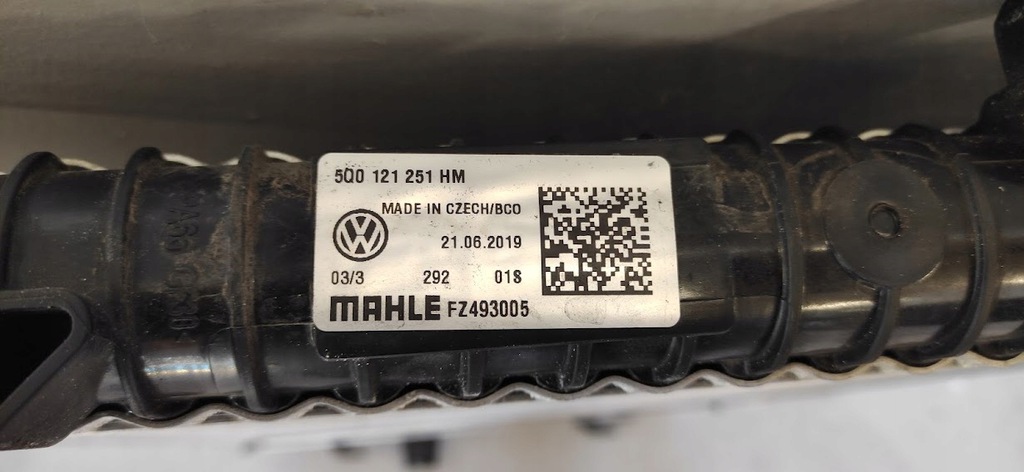 5Q0 121 251 HM
MADE IN CZECH/BCO
21.06.2019
03/3 292 018
MAHLE FZ493005